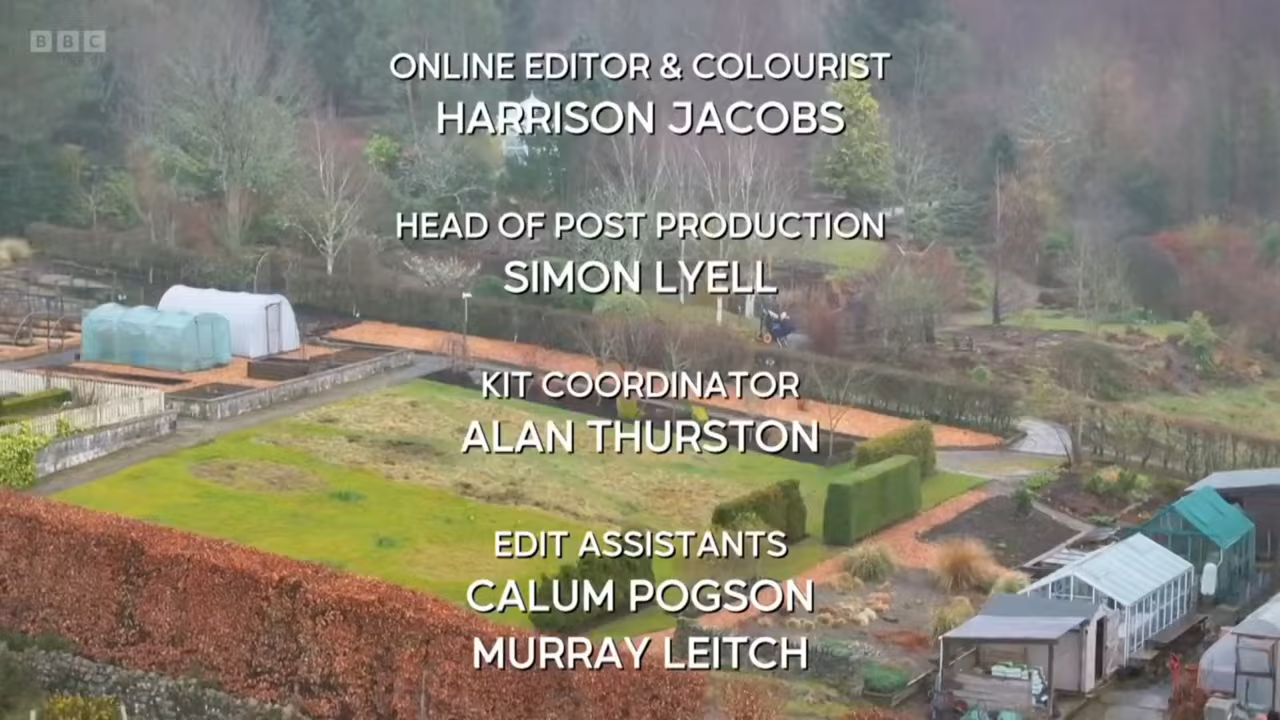 BBC
ONLINE EDITOR & COLOURIST
HARRISON JACOBS
HEAD OF POST PRODUCTION
SIMON LYELL
KIT COORDINATOR
ALAN THURSTON
EDIT ASSISTANTS
CALUM POGSON
MURRAY LEITCH